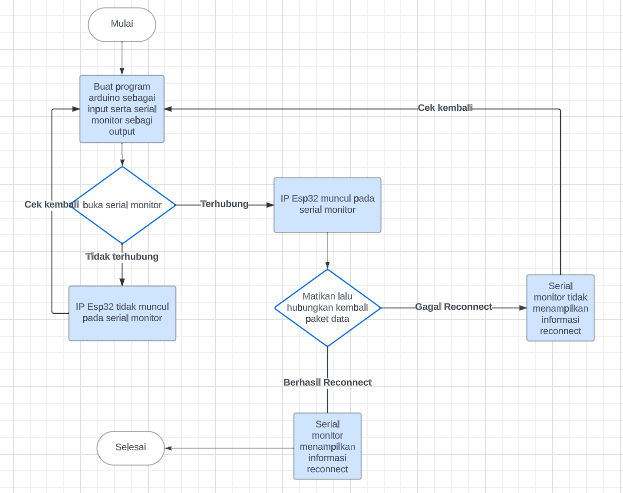 Mulai
Buat program
arduino sebagai
input serta serial
monitor sebagi
output
Cek kembali
Cek kembali
buka serial monitor
Terhubung
IP Esp32 muncul pada
serial monitor
Tidak terhubung
IP Esp32 tidak muncul
pada serial monitor
Matikan lalu
hubungkan kembali
paket data
Gagal Reconnect
Serial
monitor tidak
menampilkan
informasi
reconnect
Berhasil Reconnect
Serial
monitor
menampilkan
informasi
reconnect
Selesai